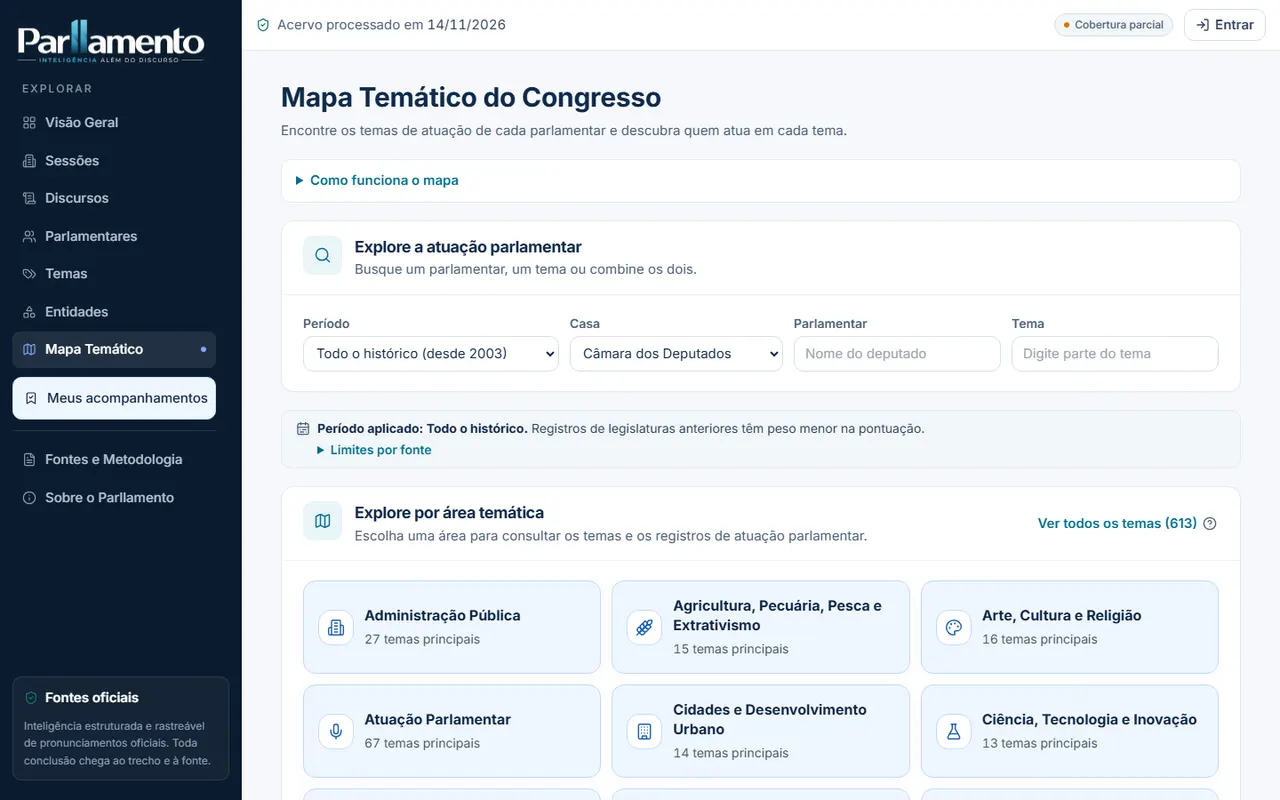 Parllamento
INTELIGÊNCIA ALÉM DO DISCURSO
EXPLORAR
Visão Geral
Sessões
Discursos
Parlamentares
Temas
Entidades
Mapa Temático
Meus acompanhamentos
Fontes e Metodologia
Sobre o Parllamento
Fontes oficiais
Inteligência estruturada e rastreável
de pronunciamentos oficiais. Toda
conclusão chega ao trecho e à fonte.
Acervo processado em 14/11/2026
Cobertura parcial
Entrar
Mapa Temático do Congresso
Encontre os temas de atuação de cada parlamentar e descubra quem atua em cada tema.
Como funciona o mapa
Explore a atuação parlamentar
Busque um parlamentar, um tema ou combine os dois.
Período
Casa
Parlamentar
Tema
Todo o histórico (desde 2003)
Câmara dos Deputados
Nome do deputado
Digite parte do tema
Período aplicado: Todo o histórico. Registros de legislaturas anteriores têm peso menor na pontuação.
Limites por fonte
Explore por área temática
Escolha uma área para consultar os temas e os registros de atuação parlamentar.
Ver todos os temas (613)
Administração Pública
27 temas principais
Agricultura, Pecuária, Pesca e
Extrativismo
15 temas principais
Arte, Cultura e Religião
16 temas principais
Atuação Parlamentar
67 temas principais
Cidades e Desenvolvimento
Urbano
14 temas principais
Ciência, Tecnologia e Inovação
13 temas principais